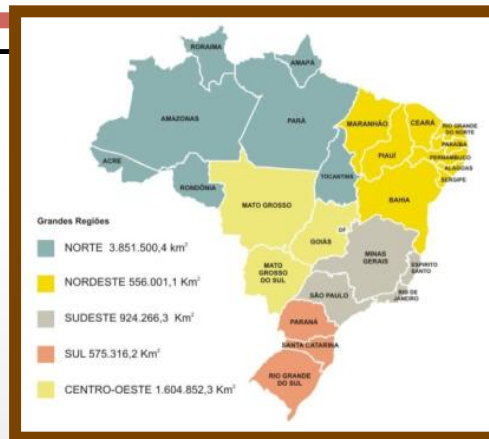 RORAIMA
AMAPÁ
AMAZONAS
PARÁ
MARANHÃO
CEARÁ
RIO GRANDE
DO NORTE
PARAÍBA
PIAUÍ
PERNAMBUCO
ALAGOAS
SERGIPE
ACRE
TOCANTINS
RONDÔNIA
BAHIA
MATO GROSSO
DF
GOIÁS
MINAS
GERAIS
MATO
GROSSO
DO SUL
ESPIRITO
SANTO
SÃO PAULO
RIO DE
JANEIRO
PARANÁ
SANTA CATARINA
RIO GRANDE
DO SUL
Grandes Regiões
NORTE 3.851.500,4 km²
NORDESTE 556.001,1 Km²
SUDESTE 924.266,3 Km²
SUL 575.316,2 Km²
CENTRO-OESTE 1.604.852,3 Km²